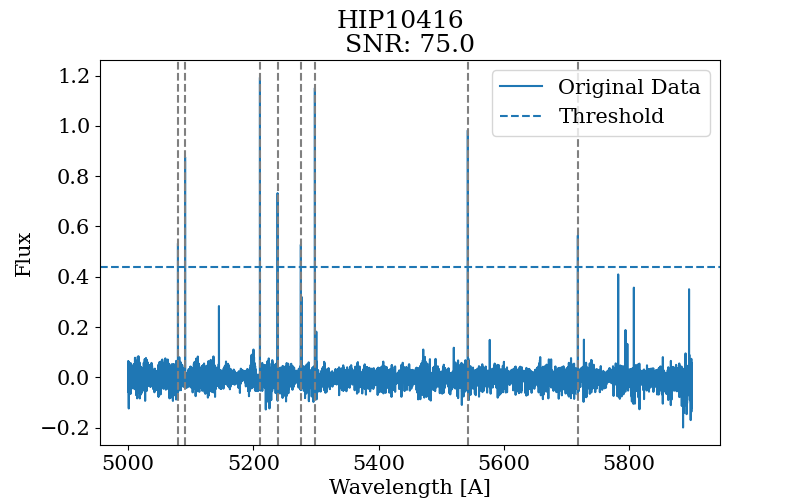 HIP10416
SNR: 75.0
Original Data
Threshold
Flux
1.2
1.0
0.8
0.6
0.4
0.2
0.0
−0.2
5000 5200 5400 5600 5800
Wavelength [A]